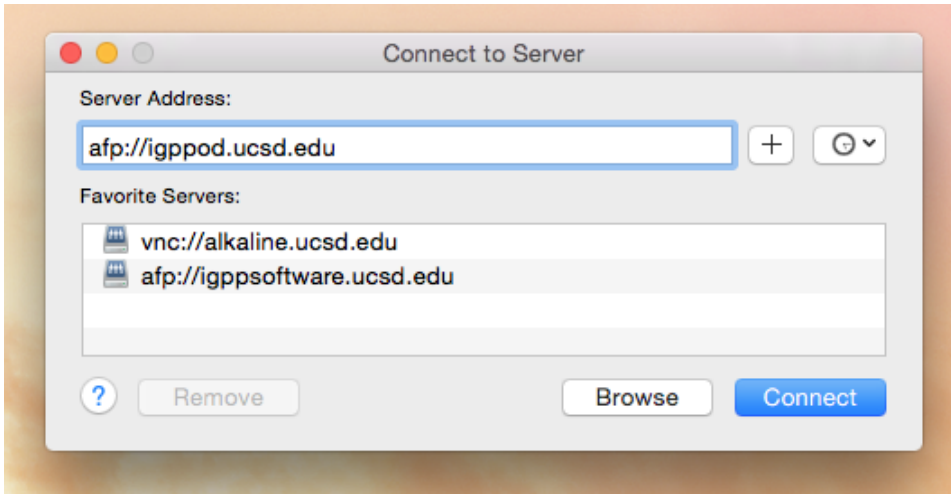 Connect to Server
Server Address:
afp://igppod.ucsd.edu
Favorite Servers:
vnc://alkaline.ucsd.edu
afp://igppsoftware.ucsd.edu
? Remove Browse Connect